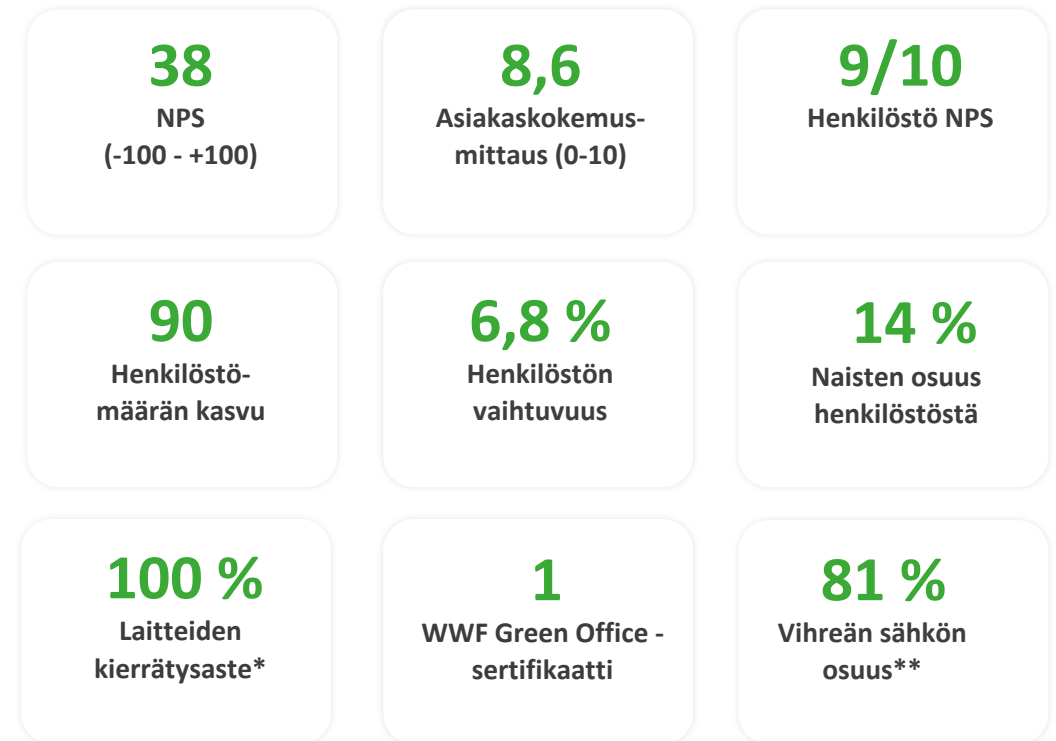 38
NPS
(-100 - +100)
8,6
Asiakaskokemus-
mittaus (0-10)
9/10
Henkilöstö NPS
90
Henkilöstö-
määrän kasvu
6,8 %
Henkilöstön
vaihtuvuus
14 %
Naisten osuus
henkilöstöstä
100 %
Laitteiden
kierrätysaste*
1
WWF Green Office -
sertifikaatti
81 %
Vihreän sähkön
osuus**